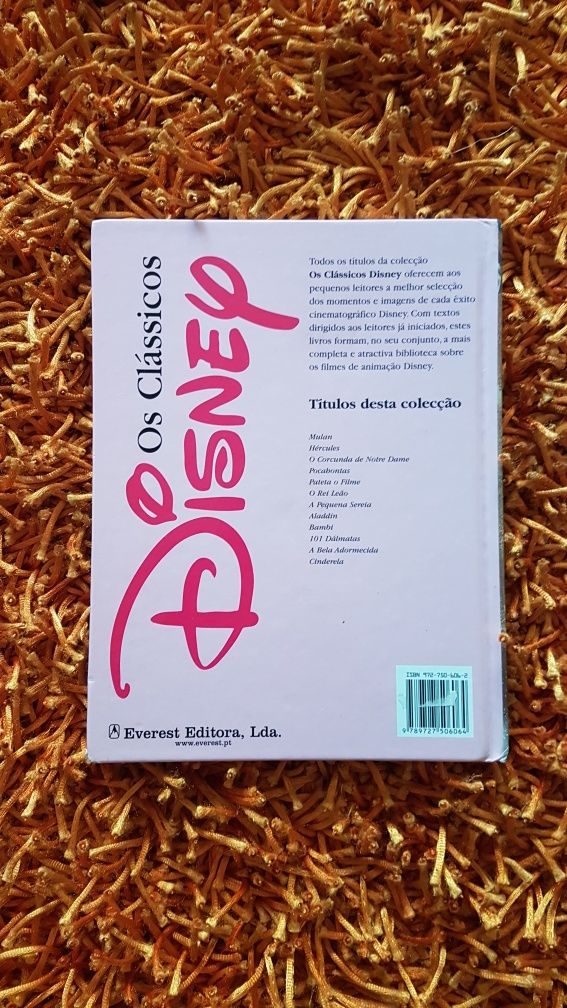 Os Clássicos
DISNEY
Todos os títulos da colecção
Os Clássicos Disney oferecem aos
pequenos leitores a melhor selecção
dos momentos e imagens de cada êxito
cinematográfico Disney. Com textos
dirigidos aos leitores já iniciados, estes
livros formam, no seu conjunto, a mais
completa e atractiva biblioteca sobre
os filmes de animação Disney.
Títulos desta colecção
Mulan
Hércules
O Corcunda de Notre Dame
Pocahontas
Pateta o Filme
O Rei Leão
A Pequena Sereia
Aladdin
Bambi
101 Dálmatas
A Bela Adormecida
Cinderela
ISBN 972-750-606-2
9 789727 506064
Everest Editora, Lda.
www.everest.pt